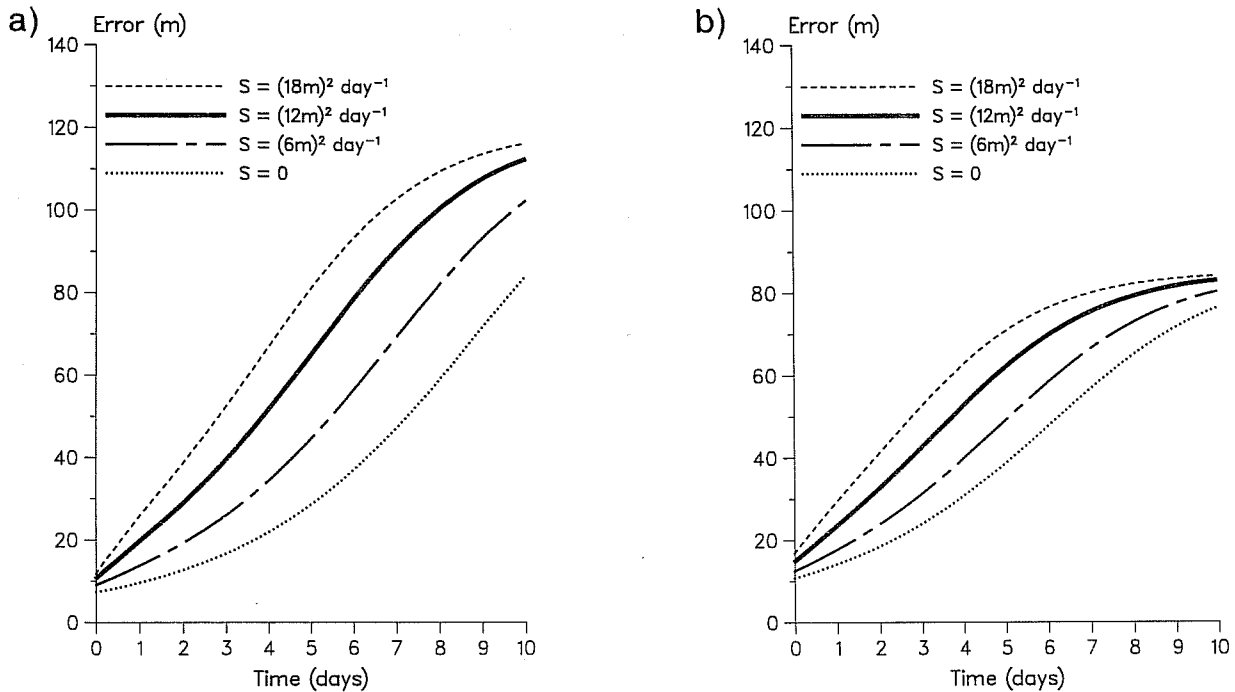 a)
Error (m)
140
120
100
80
60
40
20
0
S = (18m)² day⁻¹
S = (12m)² day⁻¹
S = (6m)² day⁻¹
S = 0
0 1 2 3 4 5 6 7 8 9 10
Time (days)
b)
Error (m)
140
120
100
80
60
40
20
0
S = (18m)² day⁻¹
S = (12m)² day⁻¹
S = (6m)² day⁻¹
S = 0
0 1 2 3 4 5 6 7 8 9 10
Time (days)